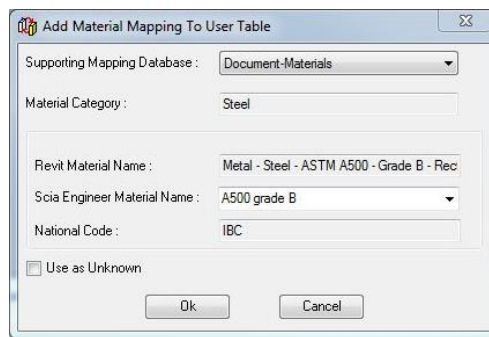 Add Material Mapping To User Table
Supporting Mapping Database : Document-Materials
Material Category : Steel
Revit Material Name : Metal - Steel - ASTM A500 - Grade B - Rec
Scia Engineer Material Name : A500 grade B
National Code : IBC
Use as Unknown
Ok Cancel